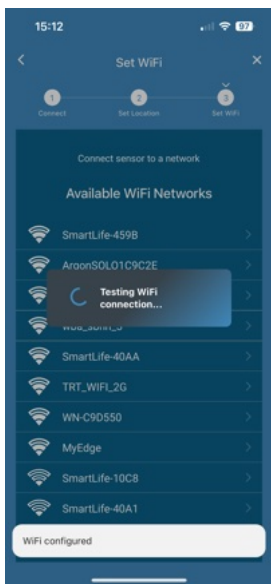 15:12
97
Set WiFi
1
2
3
Connect
Set Location
Set WiFi
Connect sensor to a network
Available WiFi Networks
SmartLife-459B
AroonSOLO1C9C2E
Testing WiFi
connection...
SmartLife-40AA
TRT_WIFI_2G
WN-C9D550
MyEdge
SmartLife-10C8
SmartLife-40A1
WiFi configured